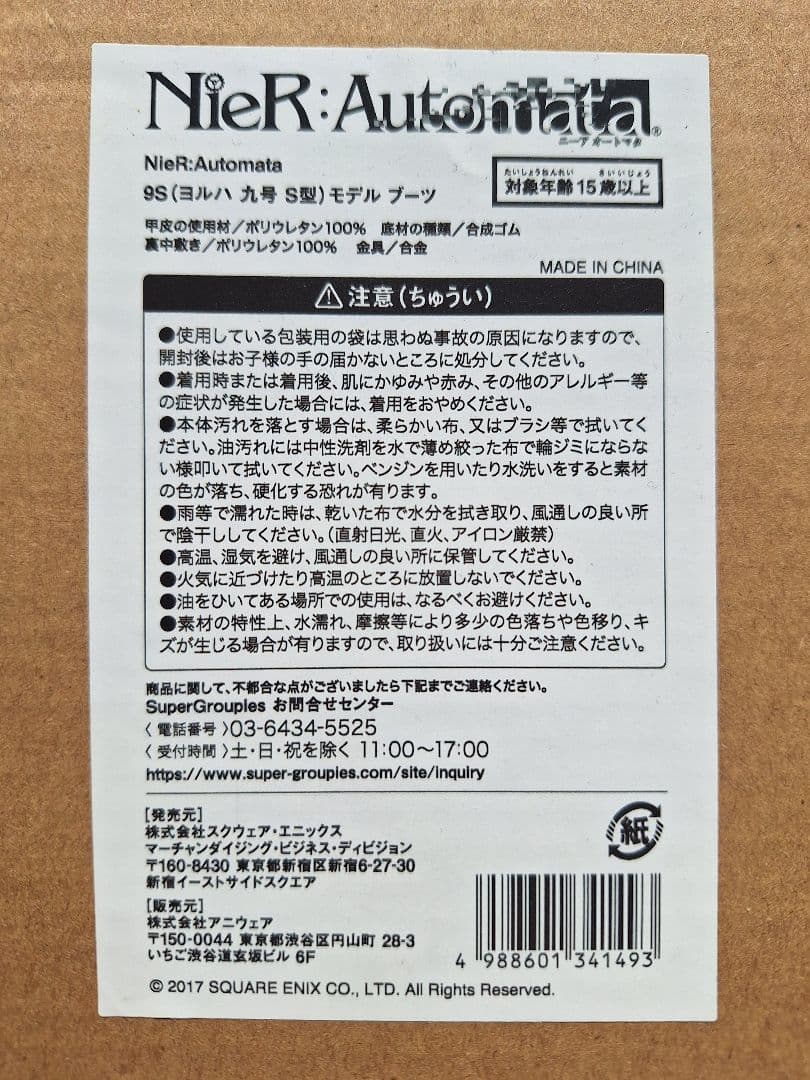 NieR:Automata®
ニーア オートマタ
NieR:Automata
9S(ヨルハ 九号 S型)モデル ブーツ
たいしょうねんれい さいいじょう
対象年齢15歳以上
甲皮の使用材/ポリウレタン100% 底材の種類/合成ゴム
裏中敷き/ポリウレタン100% 金具/合金
MADE IN CHINA
注意(ちゅうい)
●使用している包装用の袋は思わぬ事故の原因になりますので、
開封後はお子様の手の届かないところに処分してください。
●着用時または着用後、肌にかゆみや赤み、その他のアレルギー等
の症状が発生した場合には、着用をおやめください。
●本体汚れを落とす場合は、柔らかい布、又はブラシ等で拭いてく
ださい。油汚れには中性洗剤を水で薄め絞った布で輪ジミにならな
い様叩いて拭いてください。ベンジンを用いたり水洗いをすると素材
の色が落ち、硬化する恐れが有ります。
●雨等で濡れた時は、乾いた布で水分を拭き取り、風通しの良い所
で陰干ししてください。(直射日光、直火、アイロン厳禁)
●高温、湿気を避け、風通しの良い所に保管してください。
●火気に近づけたり高温のところに放置しないでください。
●油をひいてある場所での使用は、なるべくお避けください。
●素材の特性上、水濡れ、摩擦等により多少の色落ちや色移り、キ
ズが生じる場合が有りますので、取り扱いには十分ご注意ください。
商品に関して、不都合な点がございましたら下記までご連絡ください。
SuperGroupies お問合せセンター
〈 電話番号 〉03-6434-5525
〈 受付時間 〉土・日・祝を除く 11:00〜17:00
https://www.super-groupies.com/site/inquiry
[発売元]
株式会社スクウェア・エニックス
マーチャンダイジング・ビジネス・ディビジョン
〒160-8430 東京都新宿区新宿6-27-30
新宿イーストサイドスクエア
紙
[販売元]
株式会社アニウェア
〒150-0044 東京都渋谷区円山町 28-3
いちご渋谷道玄坂ビル 6F
4 988601 341493
© 2017 SQUARE ENIX CO., LTD. All Rights Reserved.